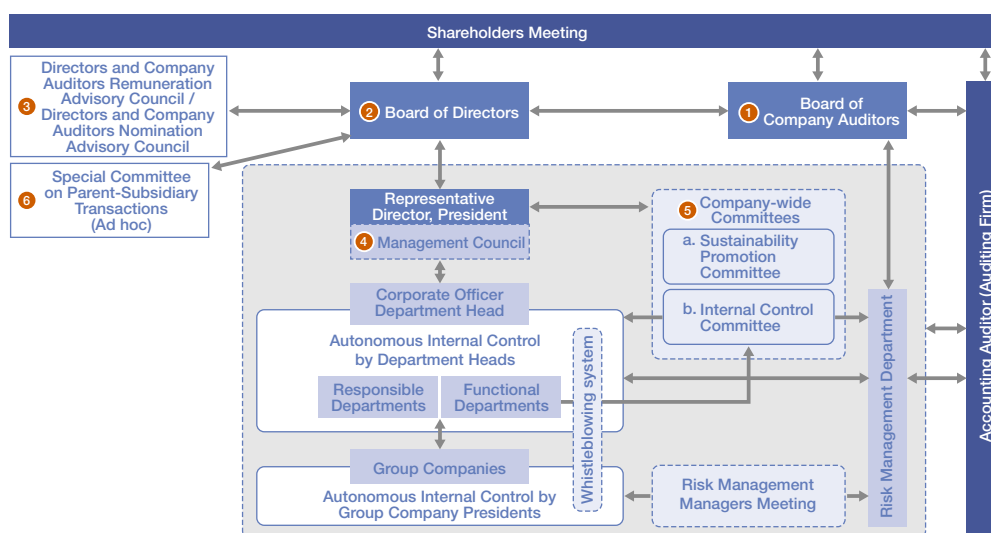 Shareholders Meeting
3
Directors and Company
Auditors Remuneration
Advisory Council /
Directors and Company
Auditors Nomination
Advisory Council
2 Board of Directors
1 Board of
Company Auditors
6 Special Committee
on Parent-Subsidiary
Transactions
(Ad hoc)
Representative
Director, President
4 Management Council
5 Company-wide
Committees
a. Sustainability
Promotion
Committee
b. Internal Control
Committee
Corporate Officer
Department Head
Autonomous Internal Control
by Department Heads
Responsible
Departments
Functional
Departments
Whistleblowing system
Group Companies
Autonomous Internal Control by
Group Company Presidents
Risk Management
Managers Meeting
Risk Management Department
Accounting Auditor (Auditing Firm)